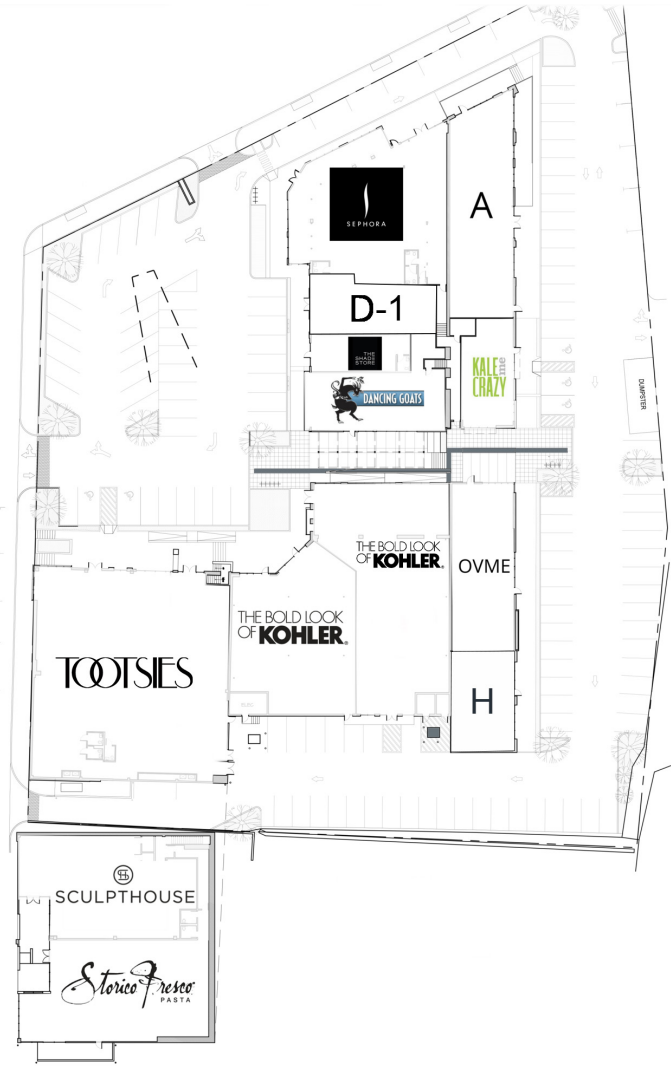 A
SEPHORA
D-1
THE
SHADE
STORE
KALE me
CRAZY
DANCING GOATS
DUMPSTER
THE BOLD LOOK
OF KOHLER®
OVME
THE BOLD LOOK
OF KOHLER®
TOOTSIES
H
SH
SCULPTHOUSE
Storico Fresco
PASTA